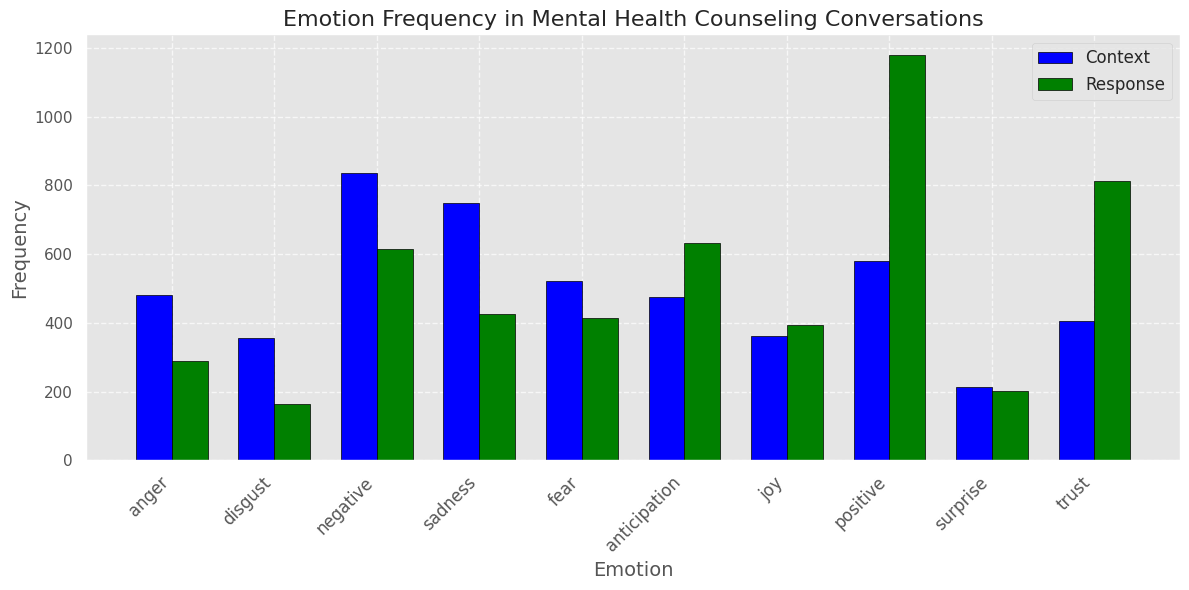 Emotion Frequency in Mental Health Counseling Conversations
Context
Response
Frequency
1200
1000
800
600
400
200
0
anger
disgust
negative
sadness
fear
anticipation
joy
positive
surprise
trust
Emotion